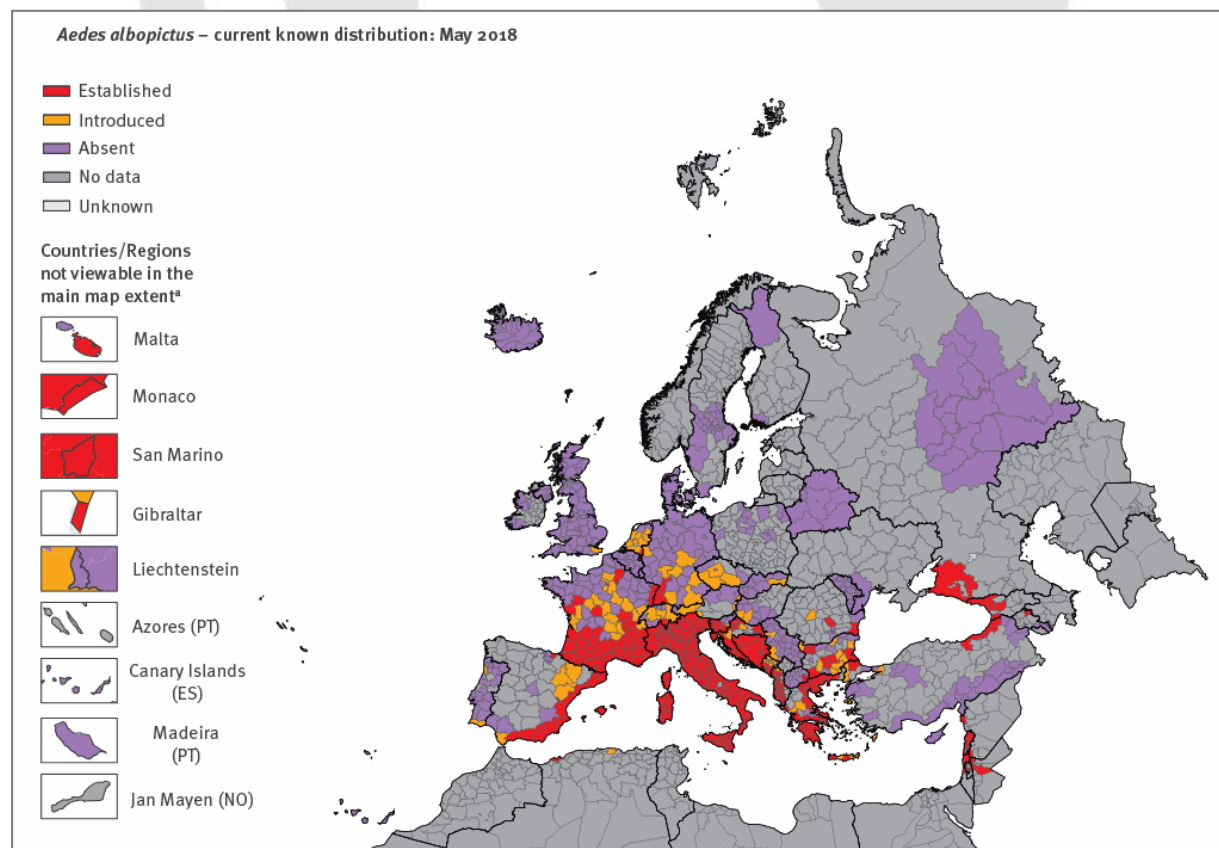 Aedes albopictus – current known distribution: May 2018
Established
Introduced
Absent
No data
Unknown
Countries/Regions
not viewable in the
main map extentª
Malta
Monaco
San Marino
Gibraltar
Liechtenstein
Azores (PT)
Canary Islands
(ES)
Madeira
(PT)
Jan Mayen (NO)